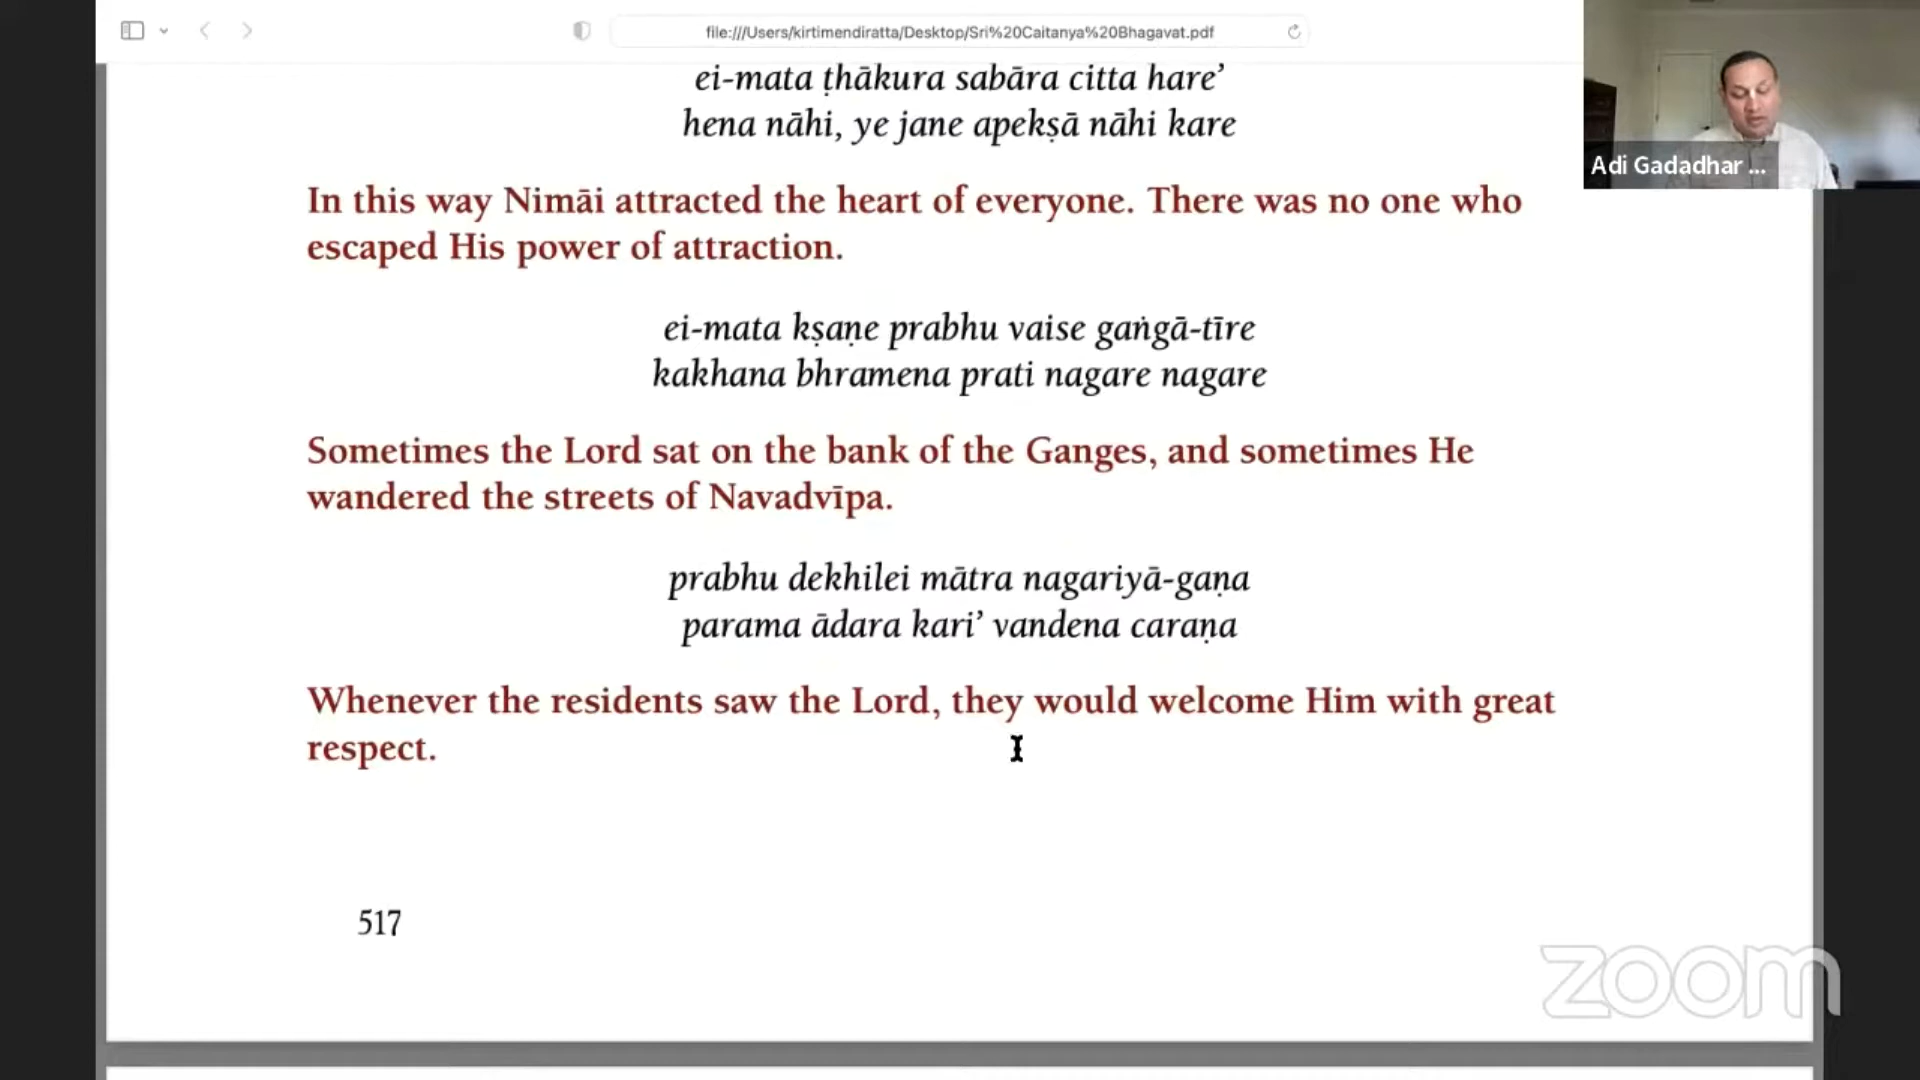 file:///Users/kirtimendiratta/Desktop/Sri%20Caitanya%20Bhagavat.pdf
ei-mata ṭhākura sabāra citta hare’
hena nāhi, ye jane apekṣā nāhi kare
Adi Gadadhar ...
In this way Nimāi attracted the heart of everyone. There was no one who
escaped His power of attraction.
ei-mata kṣaṇe prabhu vaise gaṅgā-tīre
kakhana bhramena prati nagare nagare
Sometimes the Lord sat on the bank of the Ganges, and sometimes He
wandered the streets of Navadvīpa.
prabhu dekhilei mātra nagariyā-gaṇa
parama ādara kari’ vandena caraṇa
Whenever the residents saw the Lord, they would welcome Him with great
respect.
517
zoom